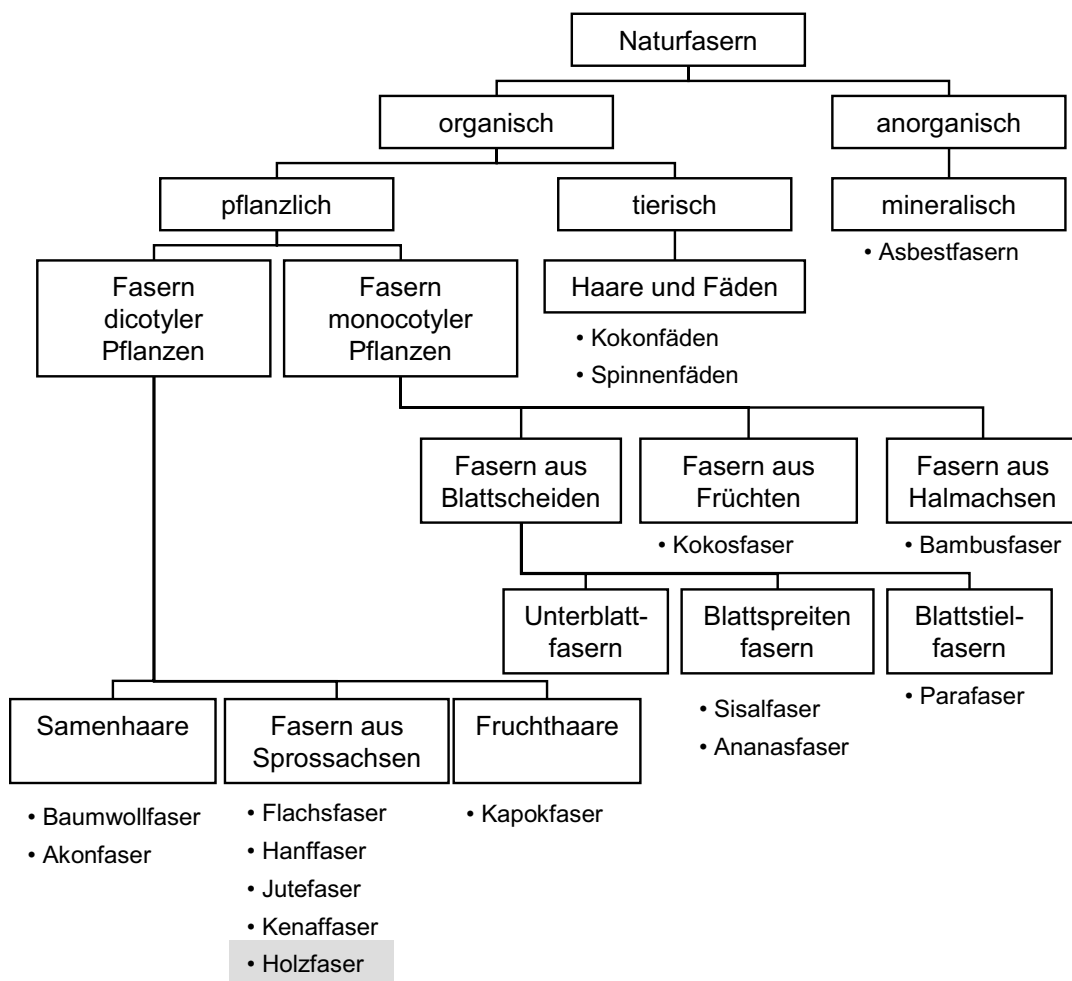 Naturfasern
organisch
anorganisch
pflanzlich
tierisch
mineralisch
• Asbestfasern
Fasern
dicotyler
Pflanzen
Fasern
monocotyler
Pflanzen
Haare und Fäden
• Kokonfäden
• Spinnenfäden
Fasern aus
Blattscheiden
Fasern aus
Früchten
• Kokosfaser
Fasern aus
Halmachsen
• Bambusfaser
Unterblatt-
fasern
Blattspreiten
fasern
• Sisalfaser
• Ananasfaser
Blattstiel-
fasern
• Parafaser
Samenhaare
• Baumwollfaser
• Akonfaser
Fasern aus
Sprossachsen
• Flachsfaser
• Hanffaser
• Jutefaser
• Kenaffaser
• Holzfaser
Fruchthaare
• Kapokfaser